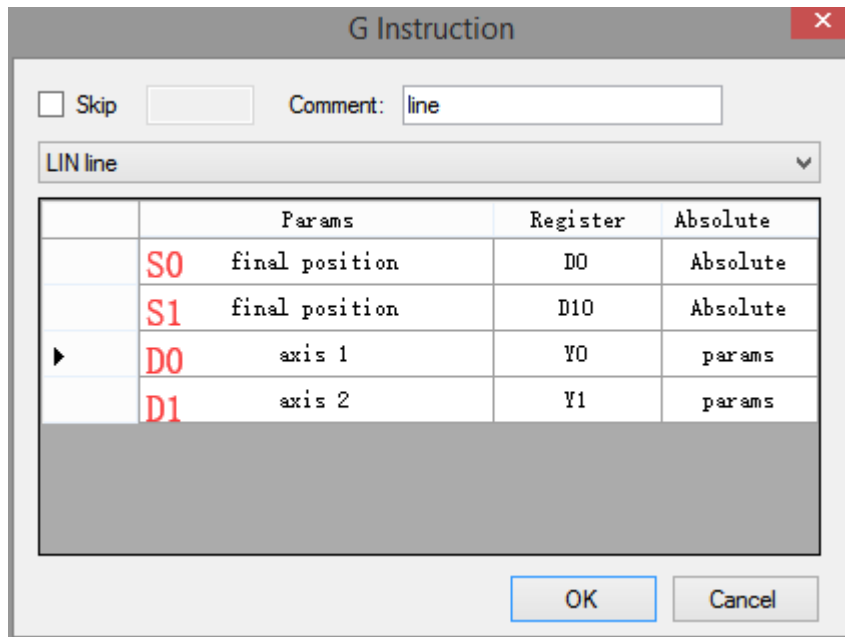 G Instruction
Skip Comment: line
LIN line
Params Register Absolute
S0 final position D0 Absolute
S1 final position D10 Absolute
D0 axis 1 Y0 params
D1 axis 2 Y1 params
OK Cancel